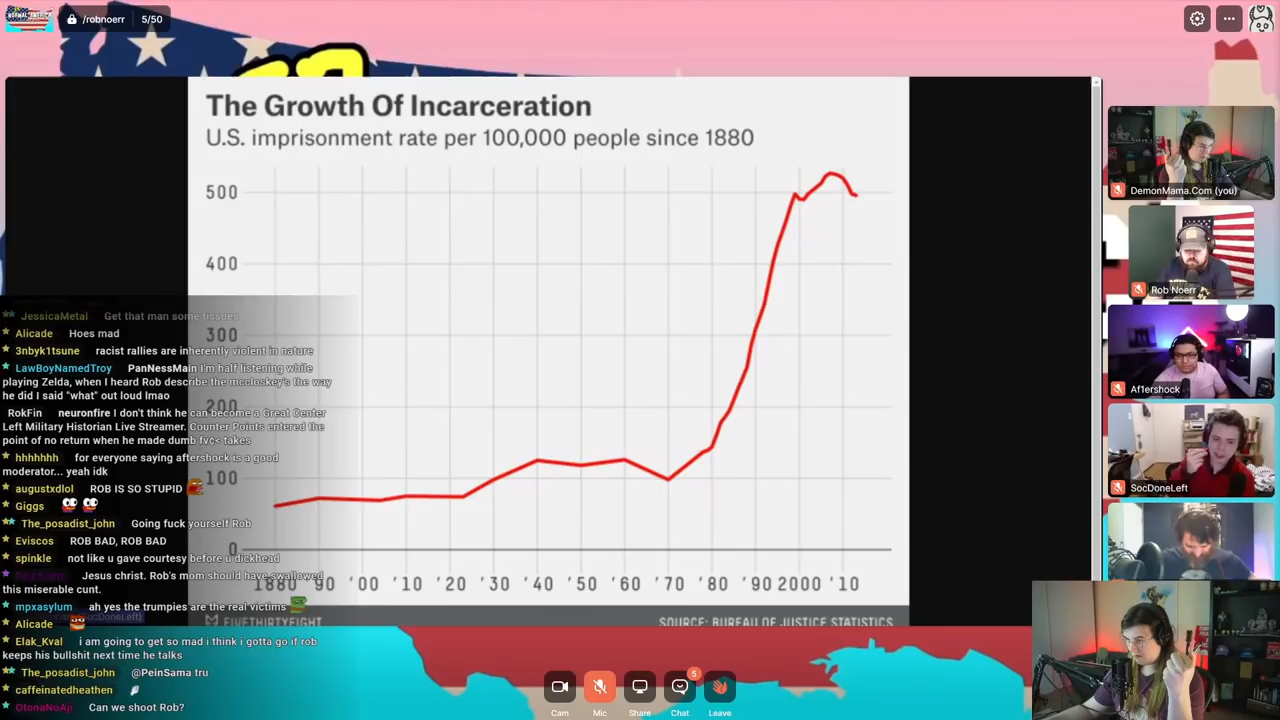 /robnoerr
5/50
The Growth Of Incarceration
U.S. imprisonment rate per 100,000 people since 1880
500
400
300
200
100
0
1880 '90 '00 '10 '20 '30 '40 '50 '60 '70 '80 '90 2000 '10
FIVETHIRTYEIGHT
SOURCE: BUREAU OF JUSTICE STATISTICS
JessicaMetal Get that man some tissues
Alicade Hoes mad
3nbyk1tsune racist rallies are inherently violent in nature
LawBoyNamedTroy PanNessMain I'm half listening while
playing Zelda, when I heard Rob describe the mccloskey's the way
he did I said "what" out loud lmao
RokFin neuronfire I don't think he can become a Great Center
Left Military Historian Live Streamer. Counter Points entered the
point of no return when he made dumb fv¢< takes
hhhhhhh for everyone saying aftershock is a good
moderator... yeah idk
augustxdlol ROB IS SO STUPID
Giggs
The_posadist_john Going fuck yourself Rob
Eviscos ROB BAD, ROB BAD
spinkle not like u gave courtesy before u dickhead
Jesus christ. Rob's mom should have swallowed
this miserable cunt.
mpxasylum ah yes the trumpies are the real victims
Alicade
SocDoneLeft)
Elak_Kval i am going to get so mad i think i gotta go if rob
keeps his bullshit next time he talks
The_posadist_john @PeinSama tru
caffeinatedheathen
OtonaNoAji Can we shoot Rob?
DemonMama.Com (you)
Rob Noerr
Af1ershock
SocDoneLeft
5
Cam
Mic
Share
Chat
Leave